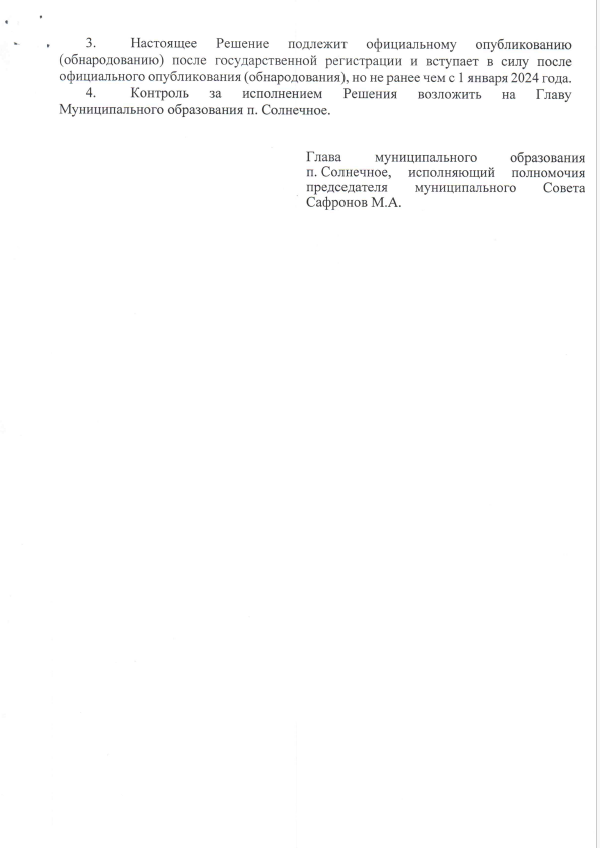 3. Настоящее Решение подлежит официальному опубликованию
(обнародованию) после государственной регистрации и вступает в силу после
официального опубликования (обнародования), но не ранее чем с 1 января 2024 года.
4. Контроль за исполнением Решения возложить на Главу
Муниципального образования п. Солнечное.
Глава муниципального образования
п. Солнечное, исполняющий полномочия
председателя муниципального Совета
Сафронов М.А.